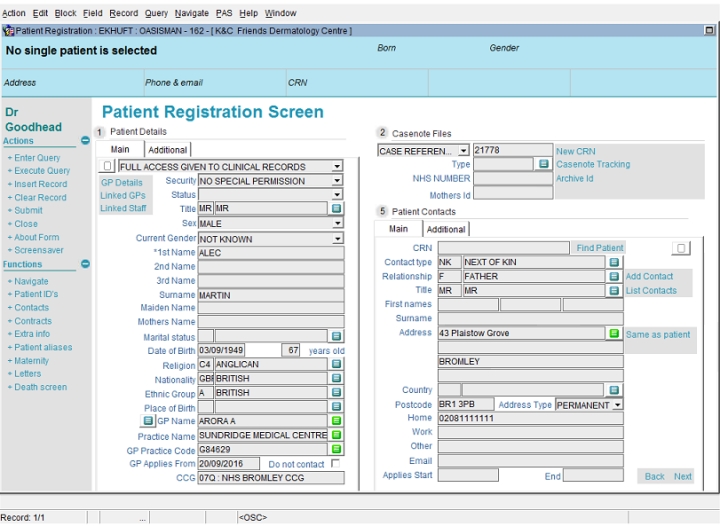 Action Edit Block Field Record Query Navigate PAS Help Window
Patient Registration : EKHUFT : OASISMAN - 162 - [ K&C Friends Dermatology Centre ]
No single patient is selected
Born
Gender
Address
Phone & email
CRN
Dr
Goodhead
Actions
+ Enter Query
+ Execute Query
+ Insert Record
+ Clear Record
+ Submit
+ Close
+ About Form
+ Screensaver
Functions
+ Navigate
+ Patient ID's
+ Contacts
+ Contracts
+ Extra info
+ Patient aliases
+ Maternity
+ Letters
+ Death screen
Patient Registration Screen
1 Patient Details
Main Additional
FULL ACCESS GIVEN TO CLINICAL RECORDS
GP Details
Linked GPs
Linked Staff
Security NO SPECIAL PERMISSION
Status
Title MR MR
Sex MALE
Current Gender NOT KNOWN
*1st Name ALEC
2nd Name
3rd Name
Surname MARTIN
Maiden Name
Mothers Name
Marital status
Date of Birth 03/09/1949 67 years old
Religion C4 ANGLICAN
Nationality GBR BRITISH
Ethnic Group A BRITISH
Place of Birth
GP Name ARORA A
Practice Name SUNDRIDGE MEDICAL CENTRE
GP Practice Code G84629
GP Applies From 20/09/2016 Do not contact
CCG 07Q : NHS BROMLEY CCG
2 Casenote Files
CASE REFEREN... 21778 New CRN
Type Casenote Tracking
NHS NUMBER Archive Id
Mothers Id
5 Patient Contacts
Main Additional
CRN Find Patient
Contact type NK NEXT OF KIN
Relationship F FATHER Add Contact
Title MR MR List Contacts
First names
Surname
Address 43 Plaistow Grove Same as patient
BROMLEY
Country
Postcode BR1 3PB Address Type PERMANENT
Home 02081111111
Work
Other
Email
Applies Start End Back Next
Record: 1/1 ... <OSC>